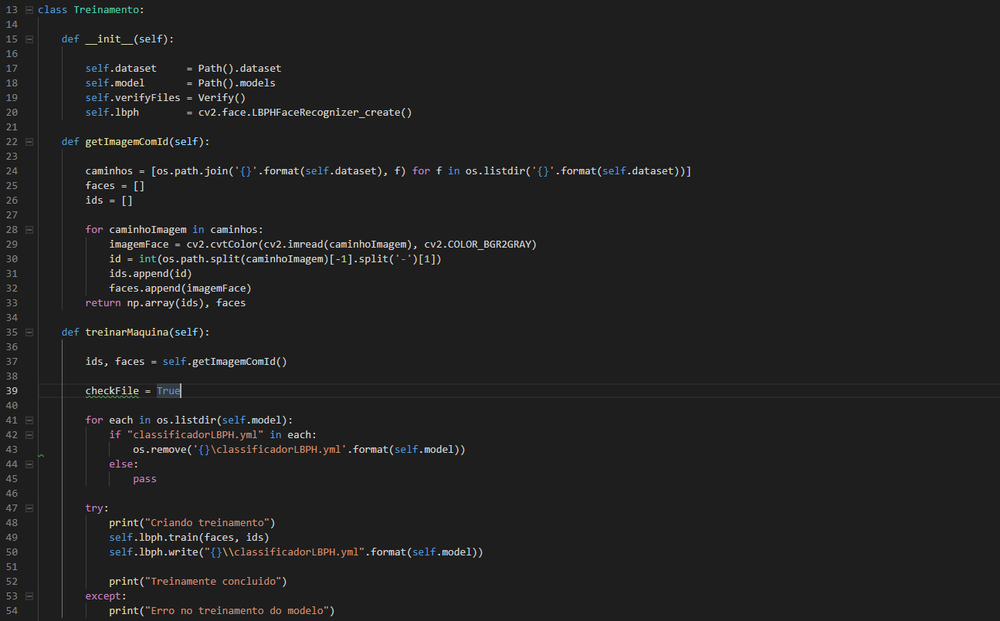 13 class Treinamento:
14
15     def __init__(self):
16
17         self.dataset     = Path().dataset
18         self.model       = Path().models
19         self.verifyFiles = Verify()
20         self.lbph        = cv2.face.LBPHFaceRecognizer_create()
21
22     def getImagemComId(self):
23
24         caminhos = [os.path.join('{}'.format(self.dataset), f) for f in os.listdir('{}'.format(self.dataset))]
25         faces = []
26         ids = []
27
28         for caminhoImagem in caminhos:
29             imagemFace = cv2.cvtColor(cv2.imread(caminhoImagem), cv2.COLOR_BGR2GRAY)
30             id = int(os.path.split(caminhoImagem)[-1].split('-')[1])
31             ids.append(id)
32             faces.append(imagemFace)
33         return np.array(ids), faces
34
35     def treinarMaquina(self):
36
37         ids, faces = self.getImagemComId()
38
39         checkFile = True
40
41         for each in os.listdir(self.model):
42             if "classificadorLBPH.yml" in each:
43                 os.remove('{}\classificadorLBPH.yml'.format(self.model))
44             else:
45                 pass
46
47         try:
48             print("Criando treinamento")
49             self.lbph.train(faces, ids)
50             self.lbph.write("{}\\classificadorLBPH.yml".format(self.model))
51
52             print("Treinamente concluido")
53         except:
54             print("Erro no treinamento do modelo")